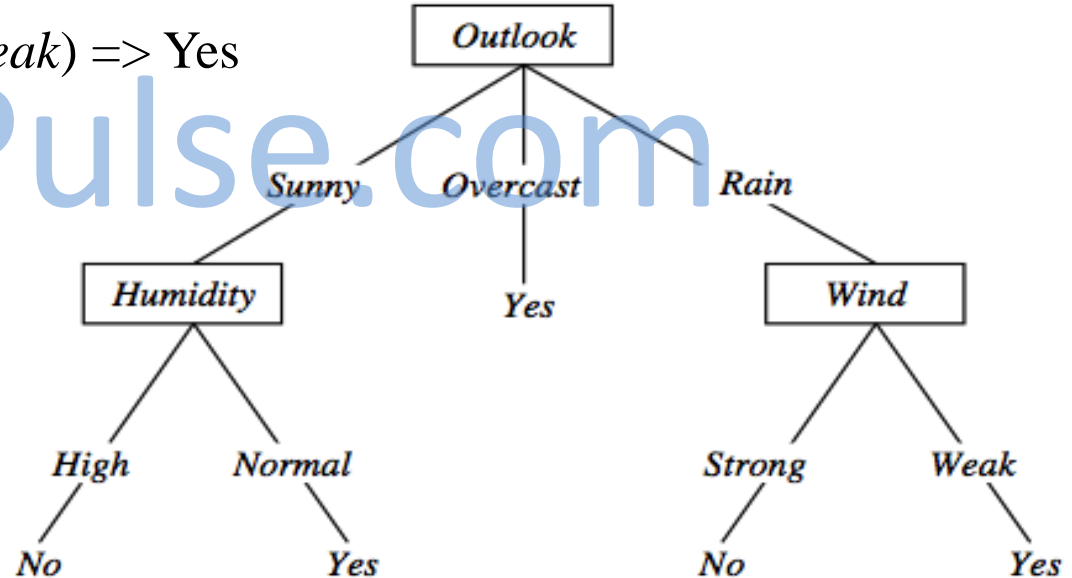 Outlook
eak) => Yes
Pulse.com
Sunny Overcast Rain
Humidity Yes Wind
High Normal Strong Weak
No Yes No Yes